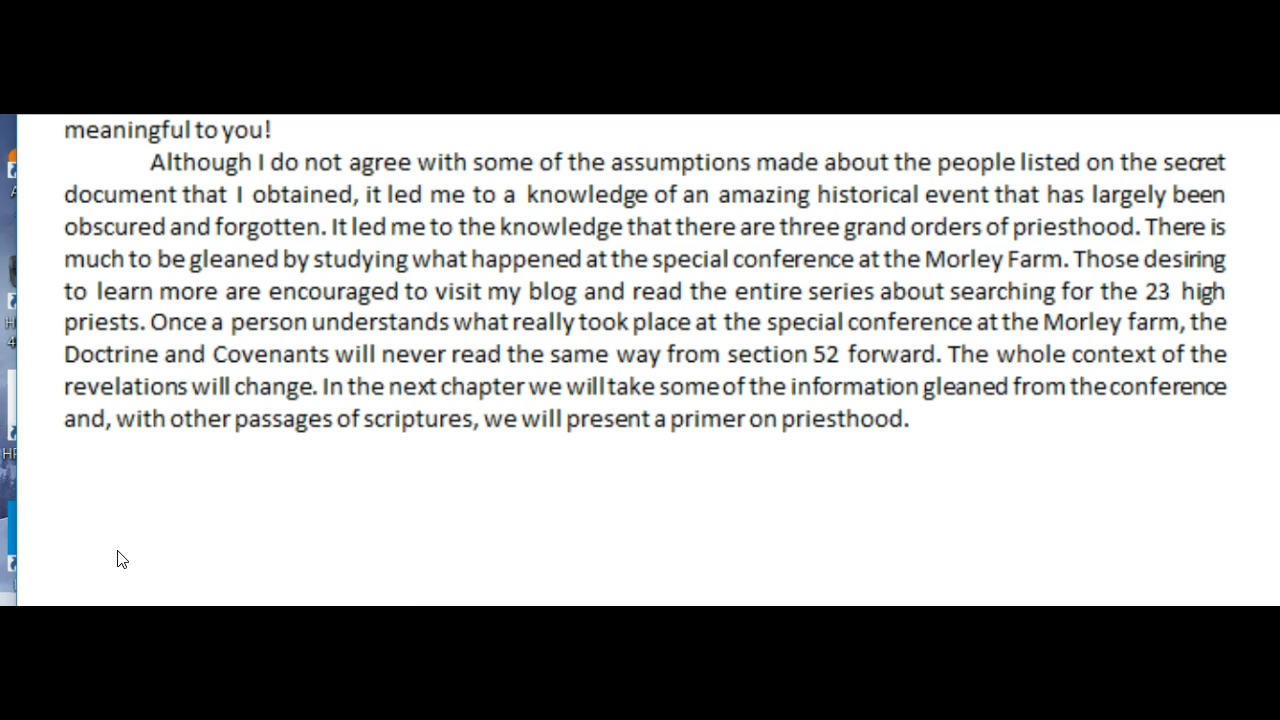 meaningful to you!
Although I do not agree with some of the assumptions made about the people listed on the secret
document that I obtained, it led me to a knowledge of an amazing historical event that has largely been
obscured and forgotten. It led me to the knowledge that there are three grand orders of priesthood. There is
much to be gleaned by studying what happened at the special conference at the Morley Farm. Those desiring
to learn more are encouraged to visit my blog and read the entire series about searching for the 23 high
priests. Once a person understands what really took place at the special conference at the Morley farm, the
Doctrine and Covenants will never read the same way from section 52 forward. The whole context of the
revelations will change. In the next chapter we will take some of the information gleaned from the conference
and, with other passages of scriptures, we will present a primer on priesthood.